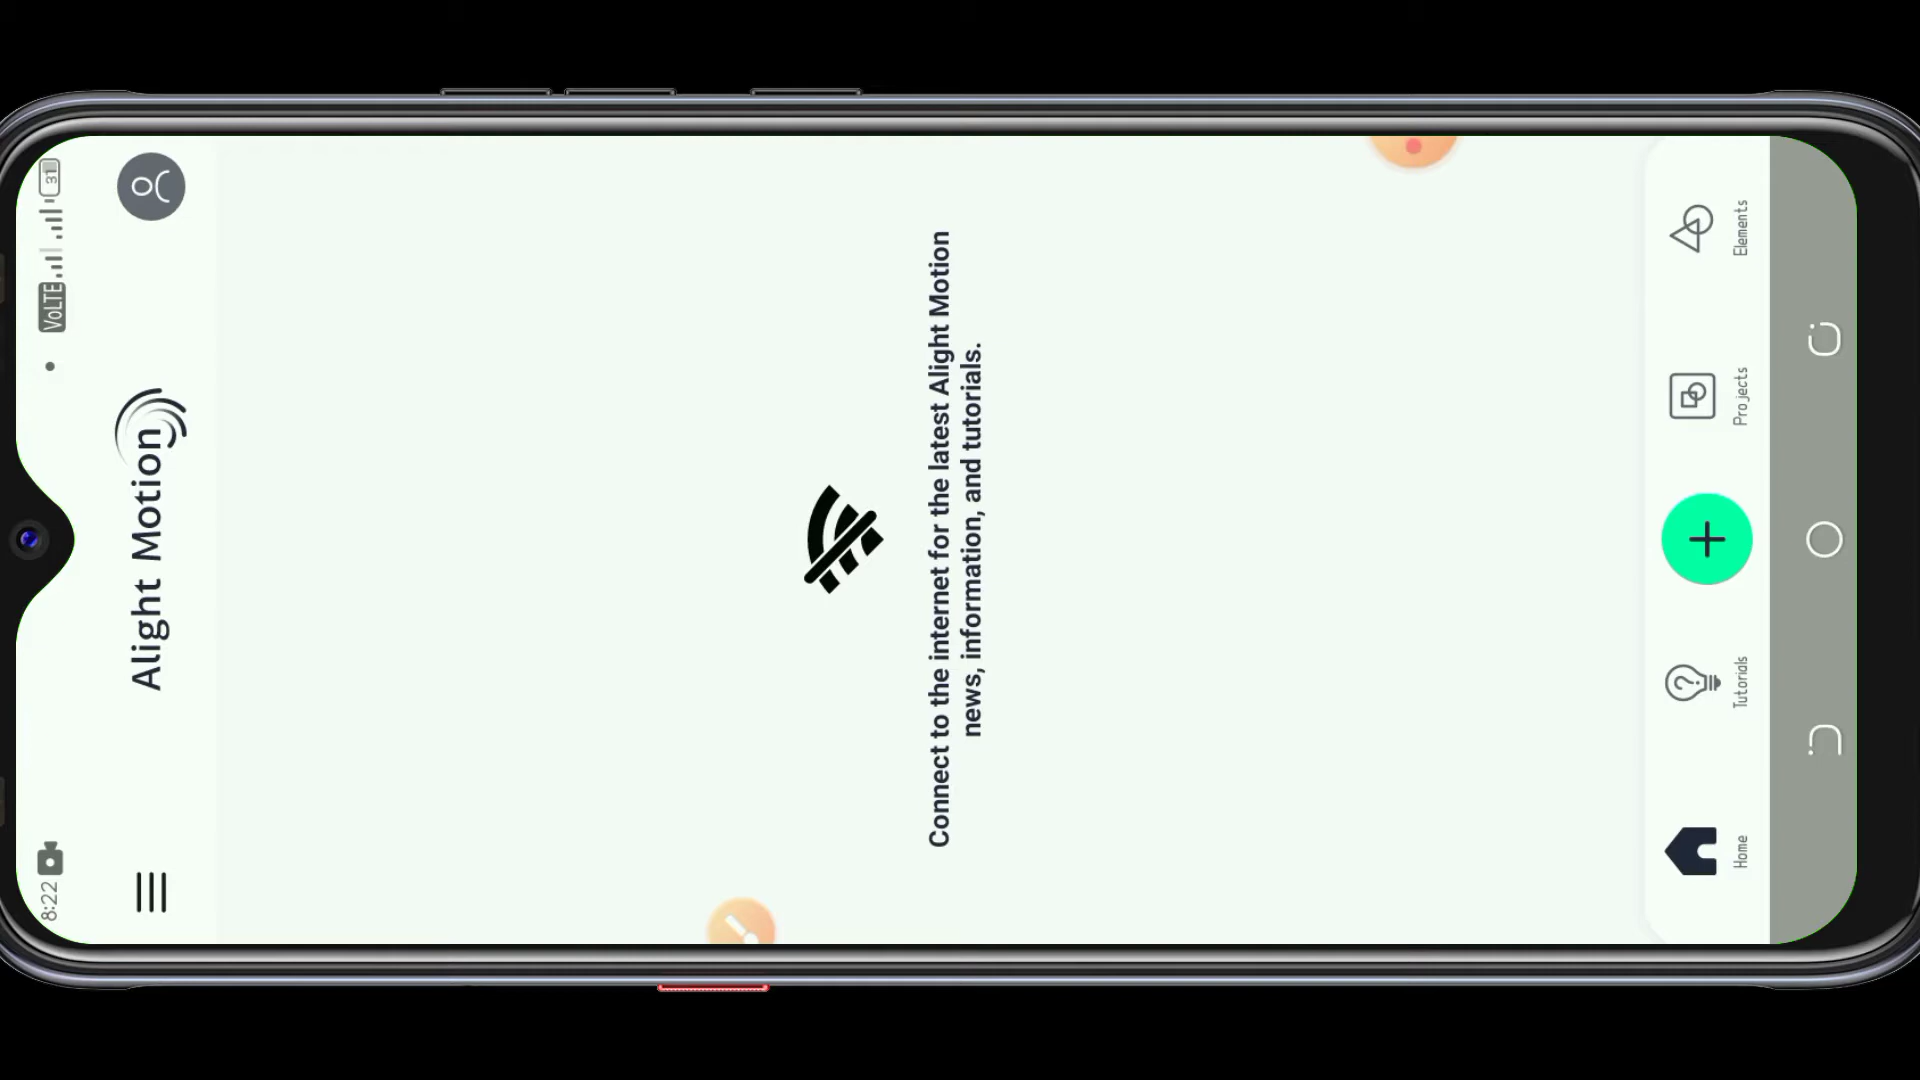 8:22
VoLTE
31
Alight Motion
Connect to the internet for the latest Alight Motion
news, information, and tutorials.
Home
Tutorials
Projects
Elements